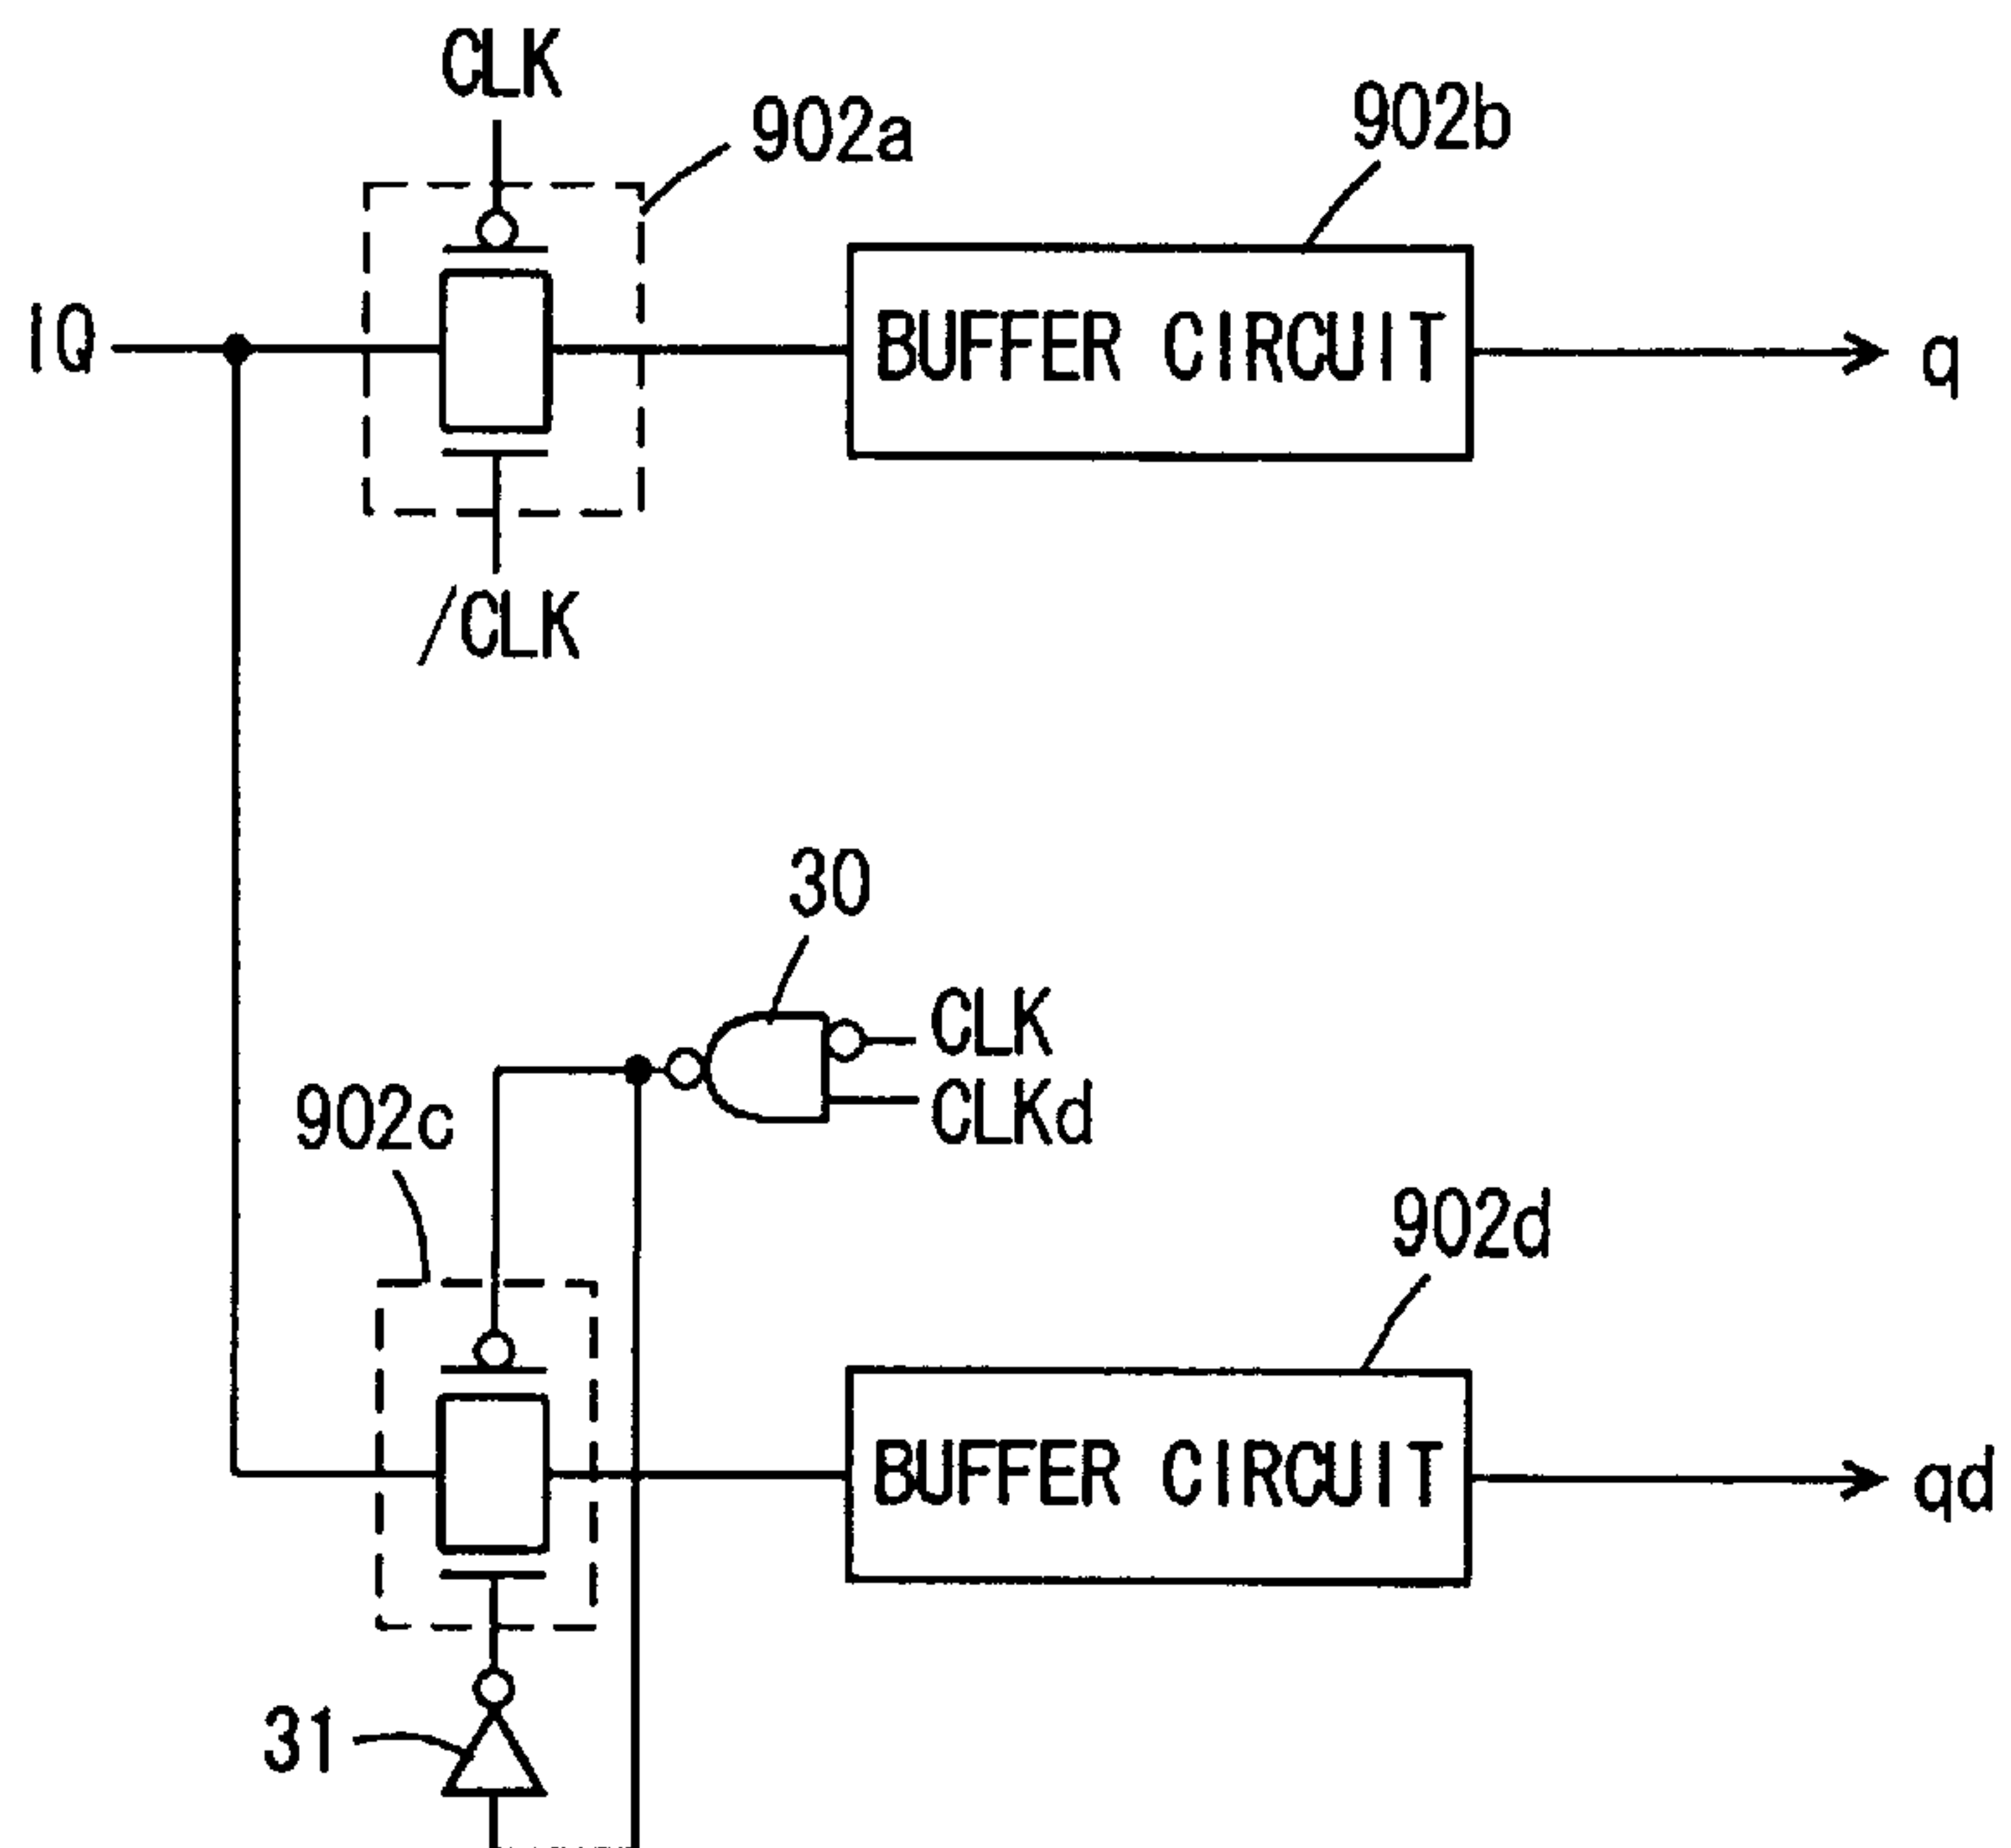 CLK
902a
902b
IQ
BUFFER CIRCUIT
q
/CLK
30
CLK
CLKd
902c
902d
BUFFER CIRCUIT
qd
31